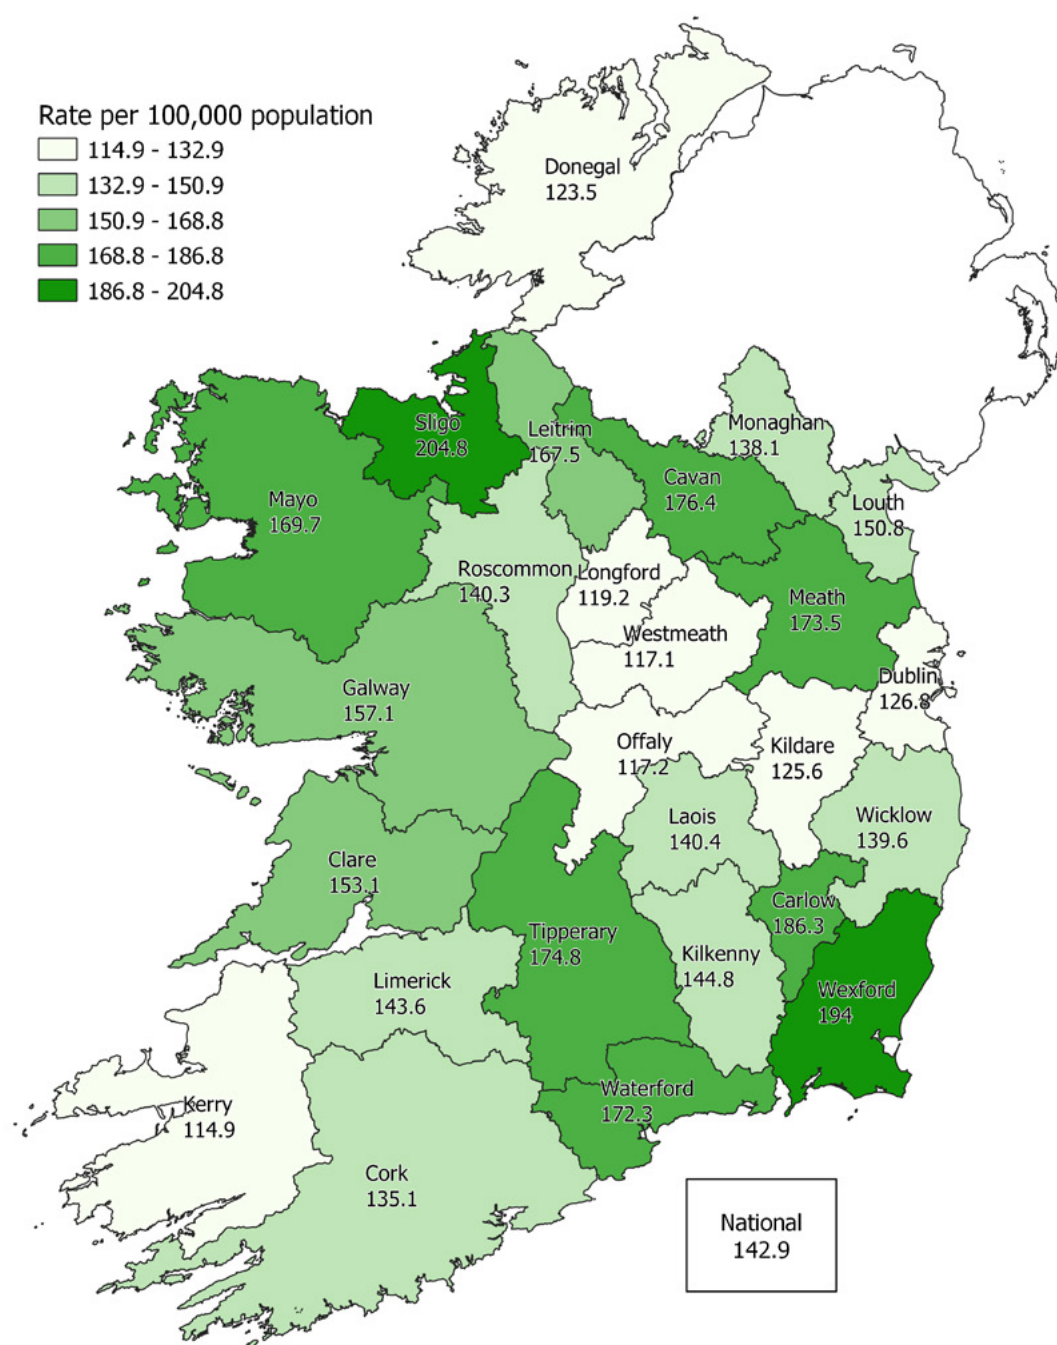 Rate per 100,000 population
114.9 - 132.9
132.9 - 150.9
150.9 - 168.8
168.8 - 186.8
186.8 - 204.8
Donegal
123.5
Sligo
204.8
Leitrim
167.5
Monaghan
138.1
Cavan
176.4
Louth
150.8
Mayo
169.7
Roscommon
140.3
Longford
119.2
Meath
173.5
Westmeath
117.1
Galway
157.1
Dublin
126.8
Offaly
117.2
Kildare
125.6
Laois
140.4
Wicklow
139.6
Clare
153.1
Carlow
186.3
Tipperary
174.8
Kilkenny
144.8
Limerick
143.6
Wexford
194
Waterford
172.3
Kerry
114.9
Cork
135.1
National
142.9